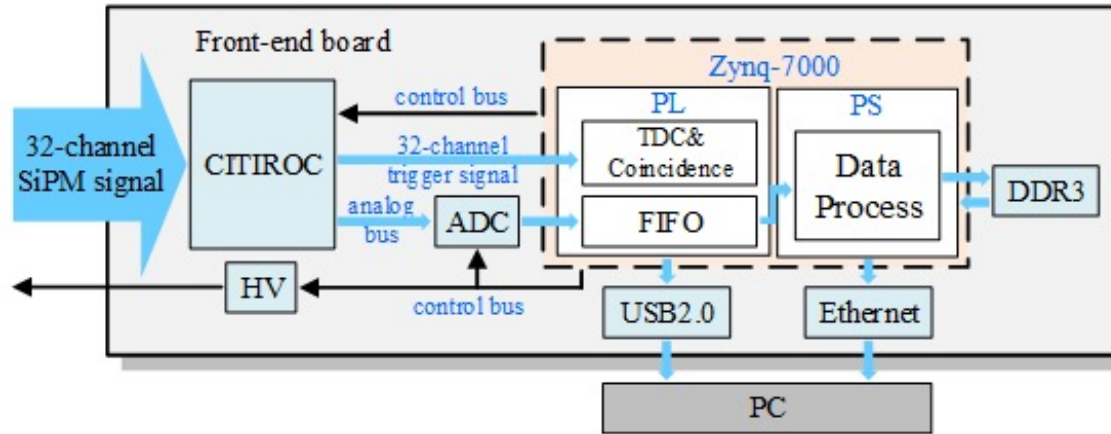 Front-end board
Zynq-7000
control bus
PL
PS
32-channel
SiPM signal
CITIROC
32-channel
trigger signal
TDC&
Coincidence
Data
Process
DDR3
analog
bus
ADC
FIFO
HV
control bus
USB2.0
Ethernet
PC